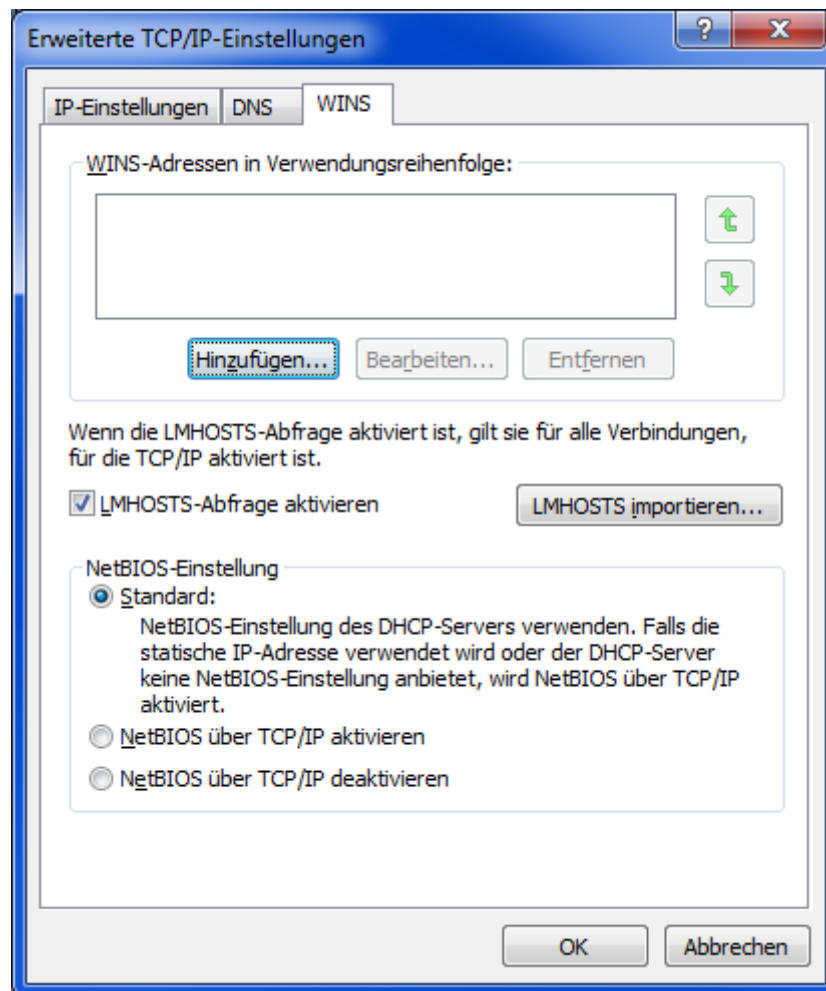 Erweiterte TCP/IP-Einstellungen
IP-Einstellungen DNS WINS
WINS-Adressen in Verwendungsreihenfolge:
Hinzufügen... Bearbeiten... Entfernen
Wenn die LMHOSTS-Abfrage aktiviert ist, gilt sie für alle Verbindungen,
für die TCP/IP aktiviert ist.
LMHOSTS-Abfrage aktivieren LMHOSTS importieren...
NetBIOS-Einstellung
Standard:
NetBIOS-Einstellung des DHCP-Servers verwenden. Falls die
statische IP-Adresse verwendet wird oder der DHCP-Server
keine NetBIOS-Einstellung anbietet, wird NetBIOS über TCP/IP
aktiviert.
NetBIOS über TCP/IP aktivieren
NetBIOS über TCP/IP deaktivieren
OK Abbrechen